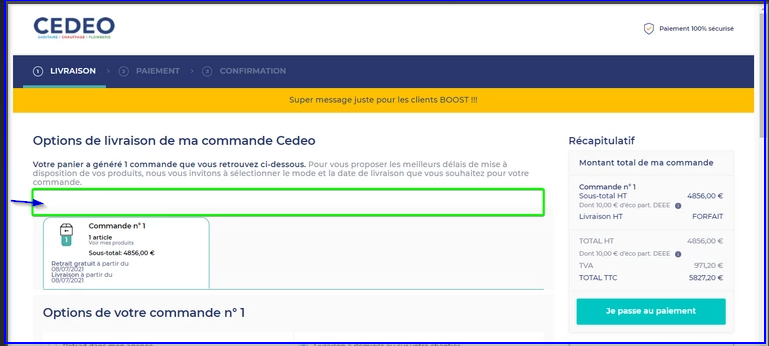 CEDEO
SANITAIRE | CHAUFFAGE | PLOMBERIE
Paiement 100% sécurisé
1 LIVRAISON > 2 PAIEMENT > 3 CONFIRMATION
Super message juste pour les clients BOOST !!!
Options de livraison de ma commande Cedeo
Votre panier a généré 1 commande que vous retrouvez ci-dessous. Pour vous proposer les meilleurs délais de mise à
disposition de vos produits, nous vous invitons à sélectionner le mode et la date de livraison que vous souhaitez pour votre
commande.
1
Commande n° 1
1 article
Voir mes produits
Sous-total: 4856,00 €
Retrait gratuit à partir du
08/07/2021
Livraison à partir du
08/07/2021
Options de votre commande n° 1
Récapitulatif
Montant total de ma commande
Commande n° 1
Sous-total HT 4856,00 €
Dont 10,00 € d'éco part. DEEE i
Livraison HT FORFAIT
TOTAL HT 4856,00 €
Dont 10,00 € d'éco part. DEEE i
TVA 971,20 €
TOTAL TTC 5827,20 €
Je passe au paiement